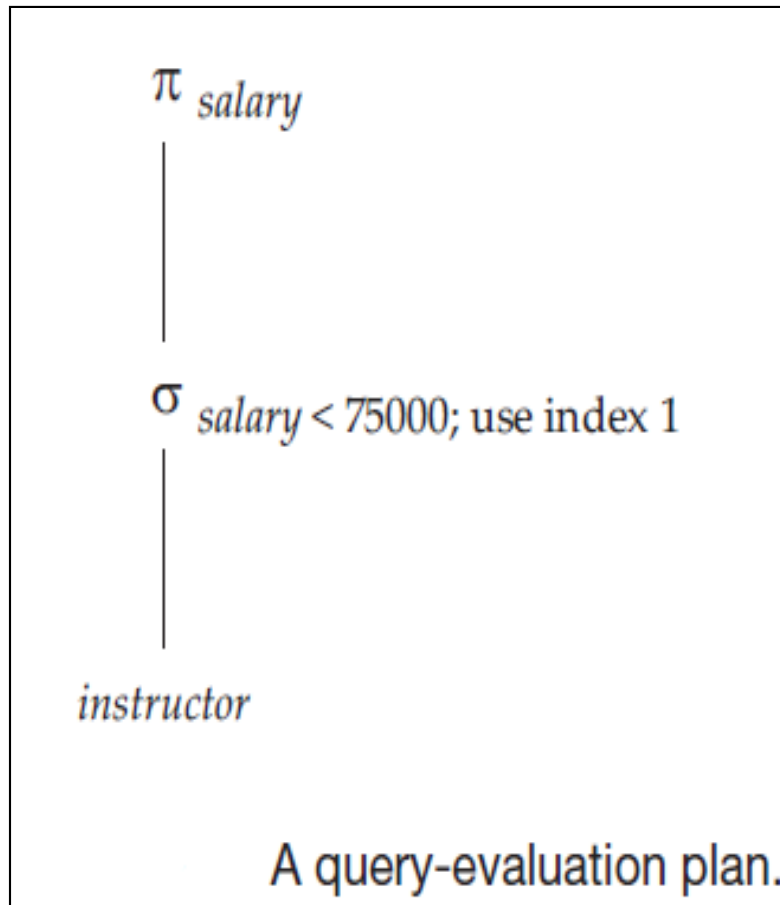 π salary
σ salary < 75000; use index 1
instructor
A query-evaluation plan.